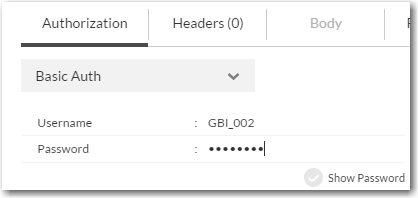 Authorization Headers (0) Body
Basic Auth
Username : GBI_002
Password : ••••••••
Show Password